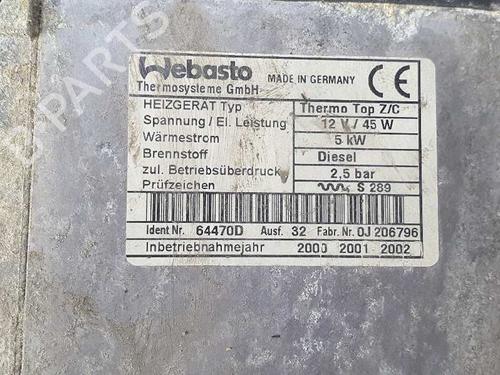 Webasto
Thermosysteme GmbH
MADE IN GERMANY
CE
HEIZGERÄT Typ Thermo Top Z/C
Spannung / El. Leistung 12 V / 45 W
Wärmestrom 5 kW
Brennstoff Diesel
zul. Betriebsüberdruck 2,5 bar
Prüfzeichen S 289
Ident Nr. 64470D Ausf. 32 Fabr. Nr. 0J 206796
Inbetriebnahmejahr 2000 2001 2002
PARTS